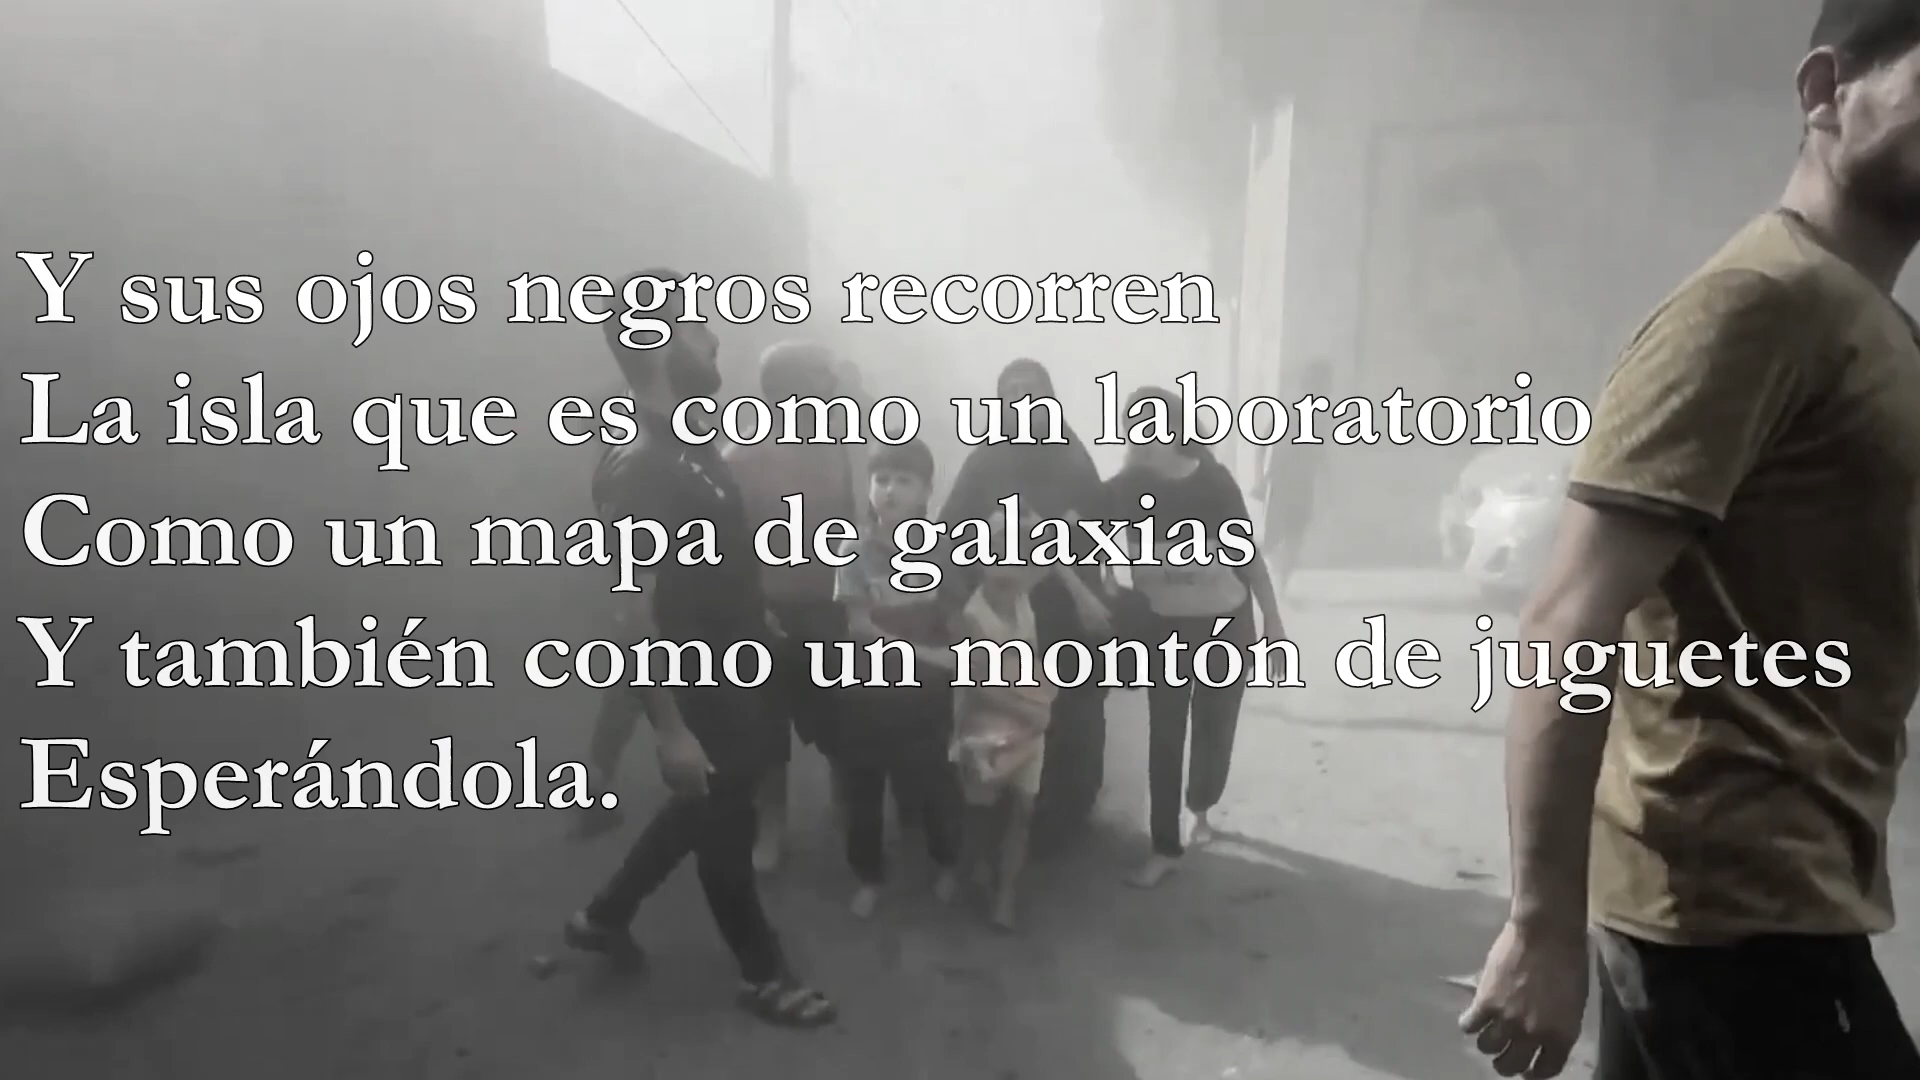 Y sus ojos negros recorren
La isla que es como un laboratorio
Como un mapa de galaxias
Y también como un montón de juguetes
Esperándola.